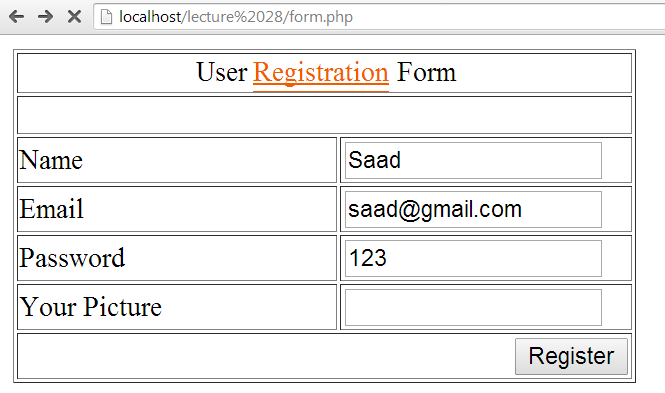 localhost/lecture%2028/form.php
User Registration Form
Name Saad
Email saad@gmail.com
Password 123
Your Picture
Register